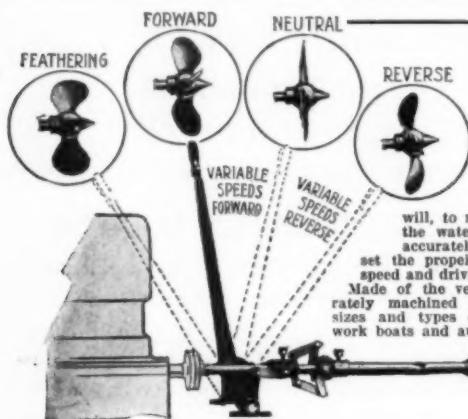 FORWARD
NEUTRAL
FEATHERING
REVERSE
VARIABLE
SPEEDS
FORWARD
VARIABLE
SPEEDS
REVERSE
will, to
the wate
accurately
set the propel
speed and driv
Made of the ve
rately machined
sizes and types
work boats and au